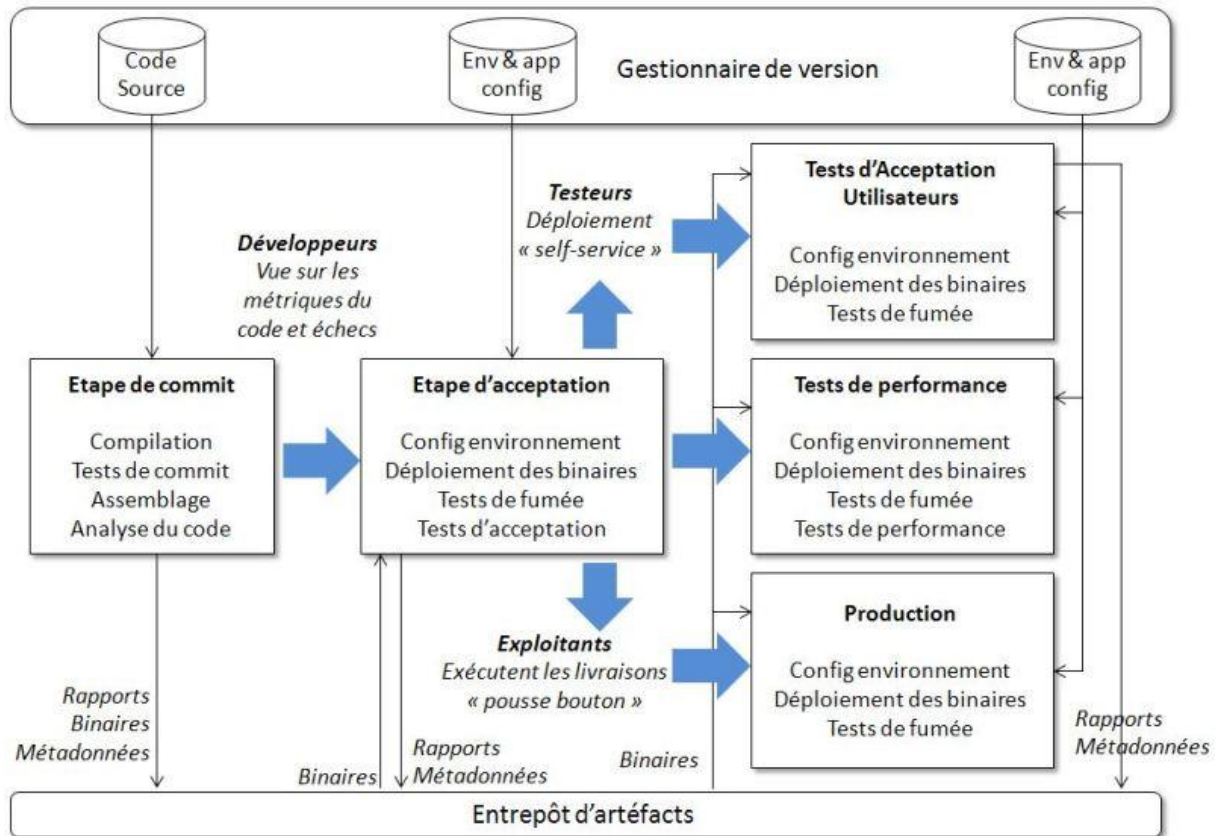 Code
Source
Env & app
config
Gestionnaire de version
Env & app
config
Développeurs
Vue sur les
métriques du
code et échecs
Testeurs
Déploiement
« self-service »
Tests d'Acceptation
Utilisateurs
Config environnement
Déploiement des binaires
Tests de fumée
Etape de commit
Compilation
Tests de commit
Assemblage
Analyse du code
Etape d'acceptation
Config environnement
Déploiement des binaires
Tests de fumée
Tests d'acceptation
Tests de performance
Config environnement
Déploiement des binaires
Tests de fumée
Tests de performance
Exploitants
Exécutent les livraisons
« pousse bouton »
Production
Config environnement
Déploiement des binaires
Tests de fumée
Rapports
Binaires
Métadonnées
Binaires
Rapports
Métadonnées
Binaires
Rapports
Métadonnées
Entrepôt d'artéfacts